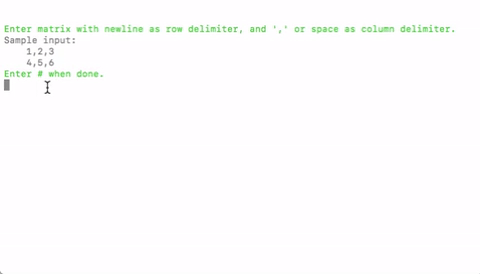 Enter matrix with newline as row delimiter, and ',' or space as column delimiter.
Sample input:
1,2,3
4,5,6
Enter # when done.